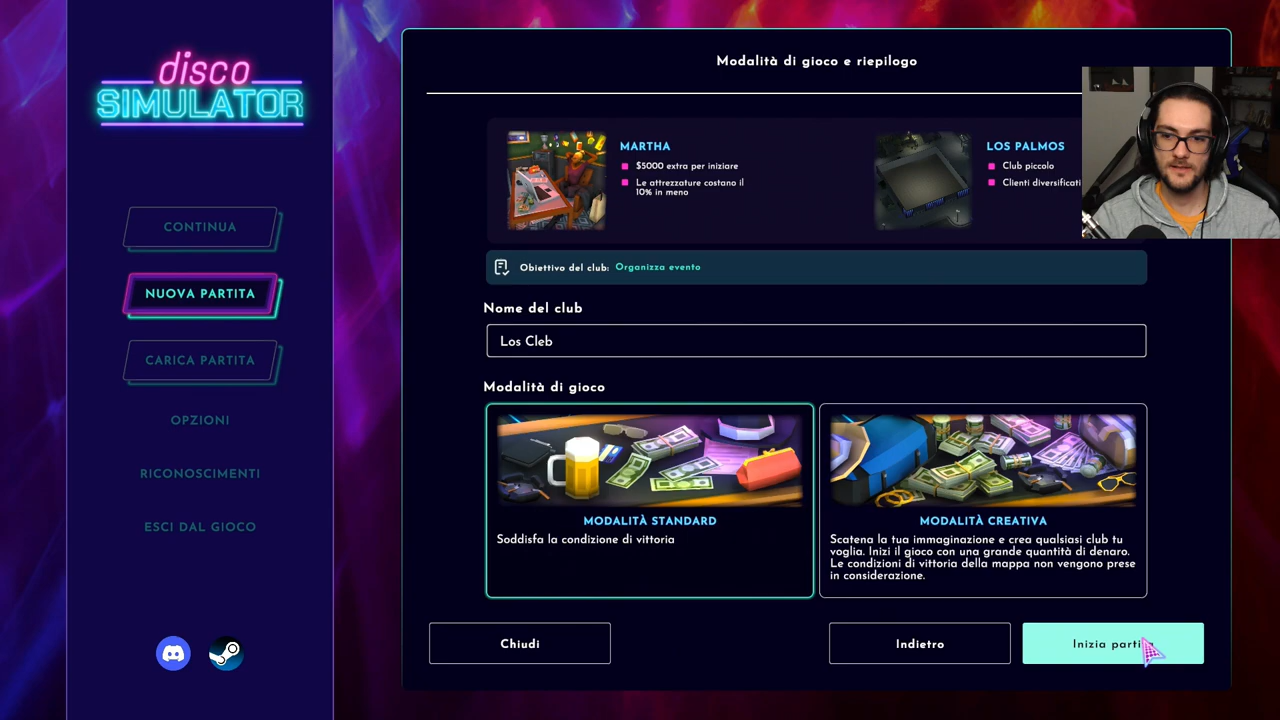 disco
SIMULATOR
CONTINUA
NUOVA PARTITA
CARICA PARTITA
OPZIONI
RICONOSCIMENTI
ESCI DAL GIOCO
Modalità di gioco e riepilogo
MARTHA
$5000 extra per iniziare
Le attrezzature costano il
10% in meno
LOS PALMOS
Club piccolo
Clienti diversificati
Obiettivo del club: Organizza evento
Nome del club
Los Cleb
Modalità di gioco
MODALITÀ STANDARD
Soddisfa la condizione di vittoria
MODALITÀ CREATIVA
Scatena la tua immaginazione e crea qualsiasi club tu
voglia. Inizi il gioco con una grande quantità di denaro.
Le condizioni di vittoria della mappa non vengono prese
in considerazione.
Chiudi
Indietro
Inizia partita